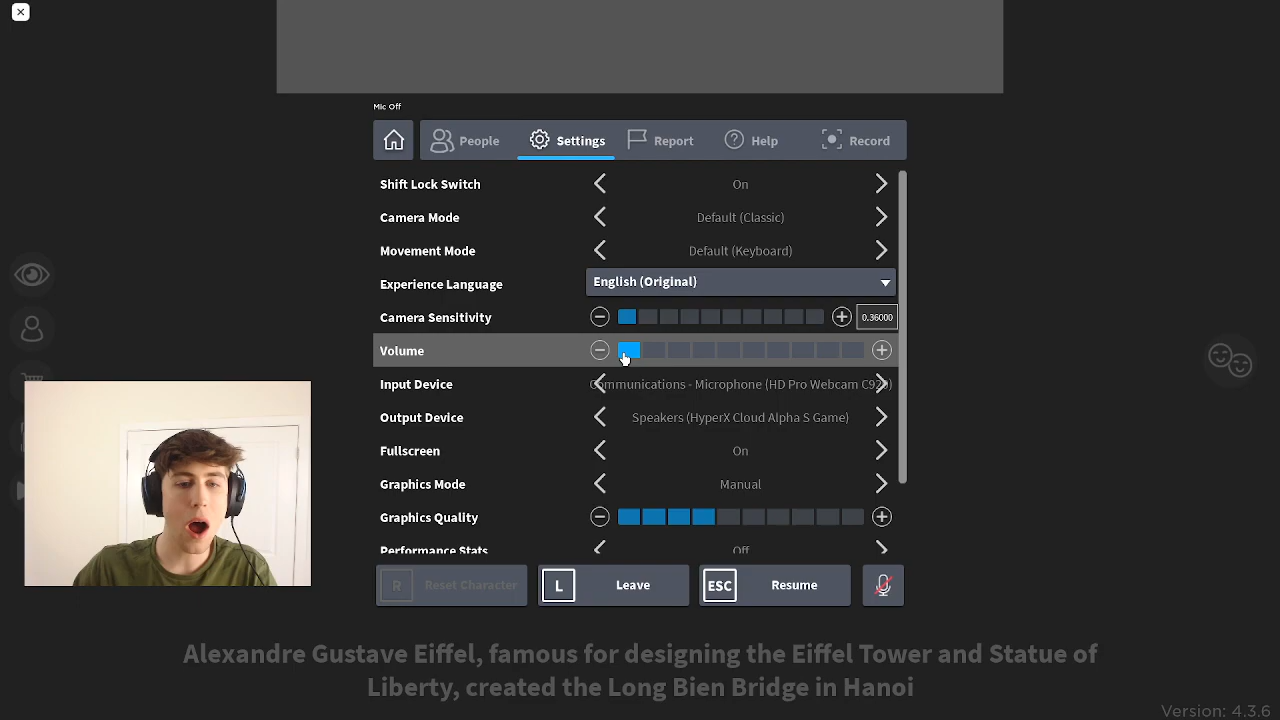 Mic Off
People
Settings
Report
Help
Record
Shift Lock Switch On
Camera Mode Default (Classic)
Movement Mode Default (Keyboard)
Experience Language English (Original)
Camera Sensitivity 0.36000
Volume
Input Device Communications - Microphone (HD Pro Webcam C920)
Output Device Speakers (HyperX Cloud Alpha S Game)
Fullscreen On
Graphics Mode Manual
Graphics Quality
Performance Stats Off
R Reset Character
L Leave
ESC Resume
Alexandre Gustave Eiffel, famous for designing the Eiffel Tower and Statue of
Liberty, created the Long Bien Bridge in Hanoi
Version: 4.3.6